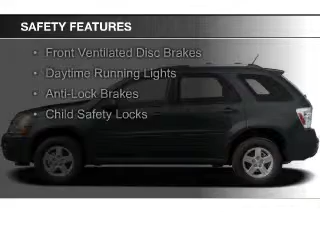 SAFETY FEATURES
• Front Ventilated Disc Brakes
• Daytime Running Lights
• Anti-Lock Brakes
• Child Safety Locks